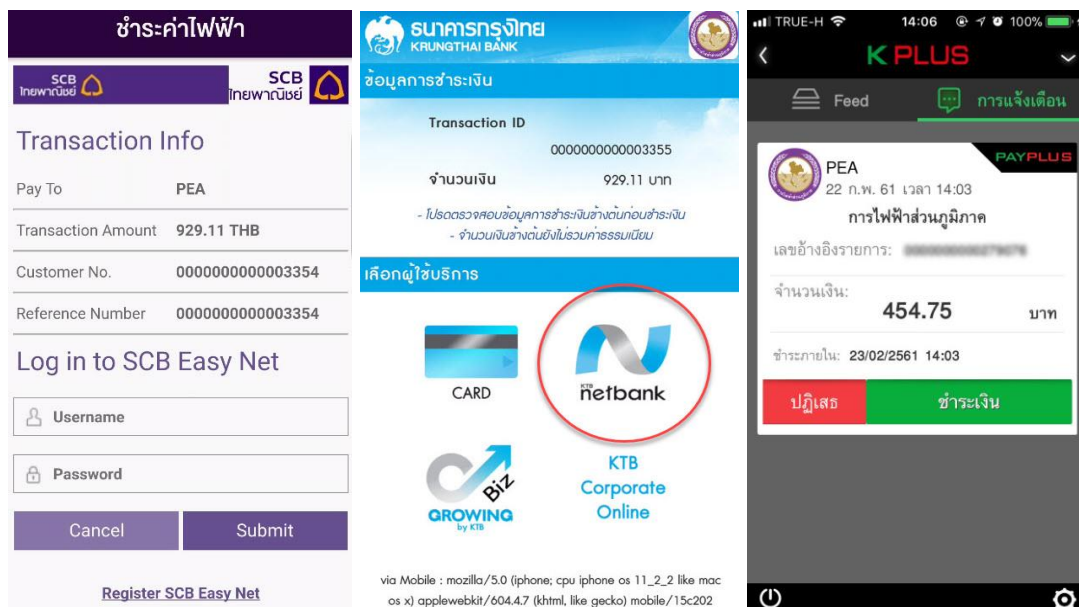 ชำระค่าไฟฟ้า
SCB
ไทยพาณิชย์
SCB
ไทยพาณิชย์
Transaction Info
Pay To PEA
Transaction Amount 929.11 THB
Customer No. 0000000000003354
Reference Number 0000000000003354
Log in to SCB Easy Net
Username
Password
Cancel Submit
Register SCB Easy Net
ธนาคารกรุงไทย
KRUNGTHAI BANK
ข้อมูลการชำระเงิน
Transaction ID
0000000000003355
จำนวนเงิน 929.11 บาท
- โปรดตรวจสอบข้อมูลการชำระเงินข้างต้นก่อนชำระเงิน
- จำนวนเงินข้างต้นยังไม่รวมค่าธรรมเนียม
เลือกผู้ใช้บริการ
CARD
KTB
netbank
Biz
GROWING
by KTB
KTB
Corporate
Online
via Mobile : mozilla/5.0 (iphone; cpu iphone os 11_2_2 like mac
os x) applewebkit/604.4.7 (khtml, like gecko) mobile/15c202
TRUE-H 14:06 100%
K PLUS
Feed การแจ้งเตือน
PAYPLUS
PEA
22 ก.พ. 61 เวลา 14:03
การไฟฟ้าส่วนภูมิภาค
เลขอ้างอิงรายการ:
จำนวนเงิน:
454.75 บาท
ชำระภายใน: 23/02/2561 14:03
ปฏิเสธ ชำระเงิน